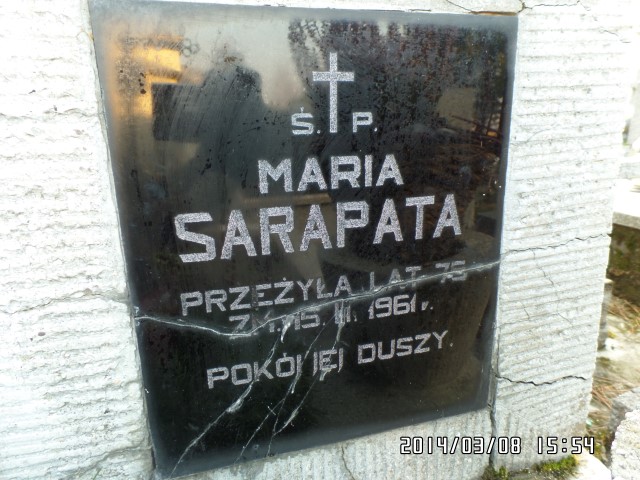 Ś. P.
MARIA
SARAPATA
PRZEŻYŁA LAT 75
15. II. 1961 r.
POKÓJ JEJ DUSZY.
2014/03/08 15:54